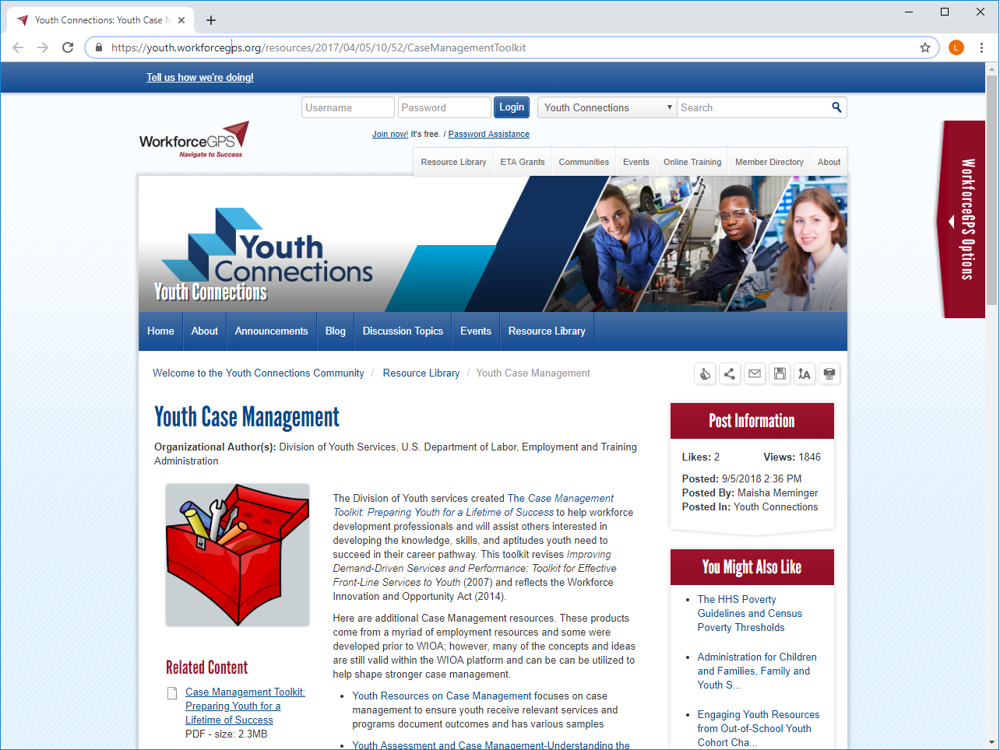 Youth Connections: Youth Case M
https://youth.workforcegps.org/resources/2017/04/05/10/52/CaseManagementToolkit
L
Tell us how we're doing!
Username
Password
Login
Youth Connections
Search
Join now! It's free. / Password Assistance
WorkforceGPS
Navigate to Success
Resource Library
ETA Grants
Communities
Events
Online Training
Member Directory
About
WorkforceGPS Options
Youth
Connections
Youth Connections
Home
About
Announcements
Blog
Discussion Topics
Events
Resource Library
Welcome to the Youth Connections Community / Resource Library / Youth Case Management
Youth Case Management
Organizational Author(s): Division of Youth Services, U.S. Department of Labor, Employment and Training
Administration
The Division of Youth services created The Case Management
Toolkit: Preparing Youth for a Lifetime of Success to help workforce
development professionals and will assist others interested in
developing the knowledge, skills, and aptitudes youth need to
succeed in their career pathway. This toolkit revises Improving
Demand-Driven Services and Performance: Toolkit for Effective
Front-Line Services to Youth (2007) and reflects the Workforce
Innovation and Opportunity Act (2014).
Here are additional Case Management resources. These products
come from a myriad of employment resources and some were
developed prior to WIOA; however, many of the concepts and ideas
are still valid within the WIOA platform and can be can be utilized to
help shape stronger case management.
• Youth Resources on Case Management focuses on case
management to ensure youth receive relevant services and
programs document outcomes and has various samples
• Youth Assessment and Case Management-Understanding the
Related Content
Case Management Toolkit:
Preparing Youth for a
Lifetime of Success
PDF - size: 2.3MB
Post Information
Likes: 2
Views: 1846
Posted: 9/5/2018 2:36 PM
Posted By: Maisha Meminger
Posted In: Youth Connections
You Might Also Like
• The HHS Poverty
Guidelines and Census
Poverty Thresholds
• Administration for Children
and Families, Family and
Youth S...
• Engaging Youth Resources
from Out-of-School Youth
Cohort Cha...